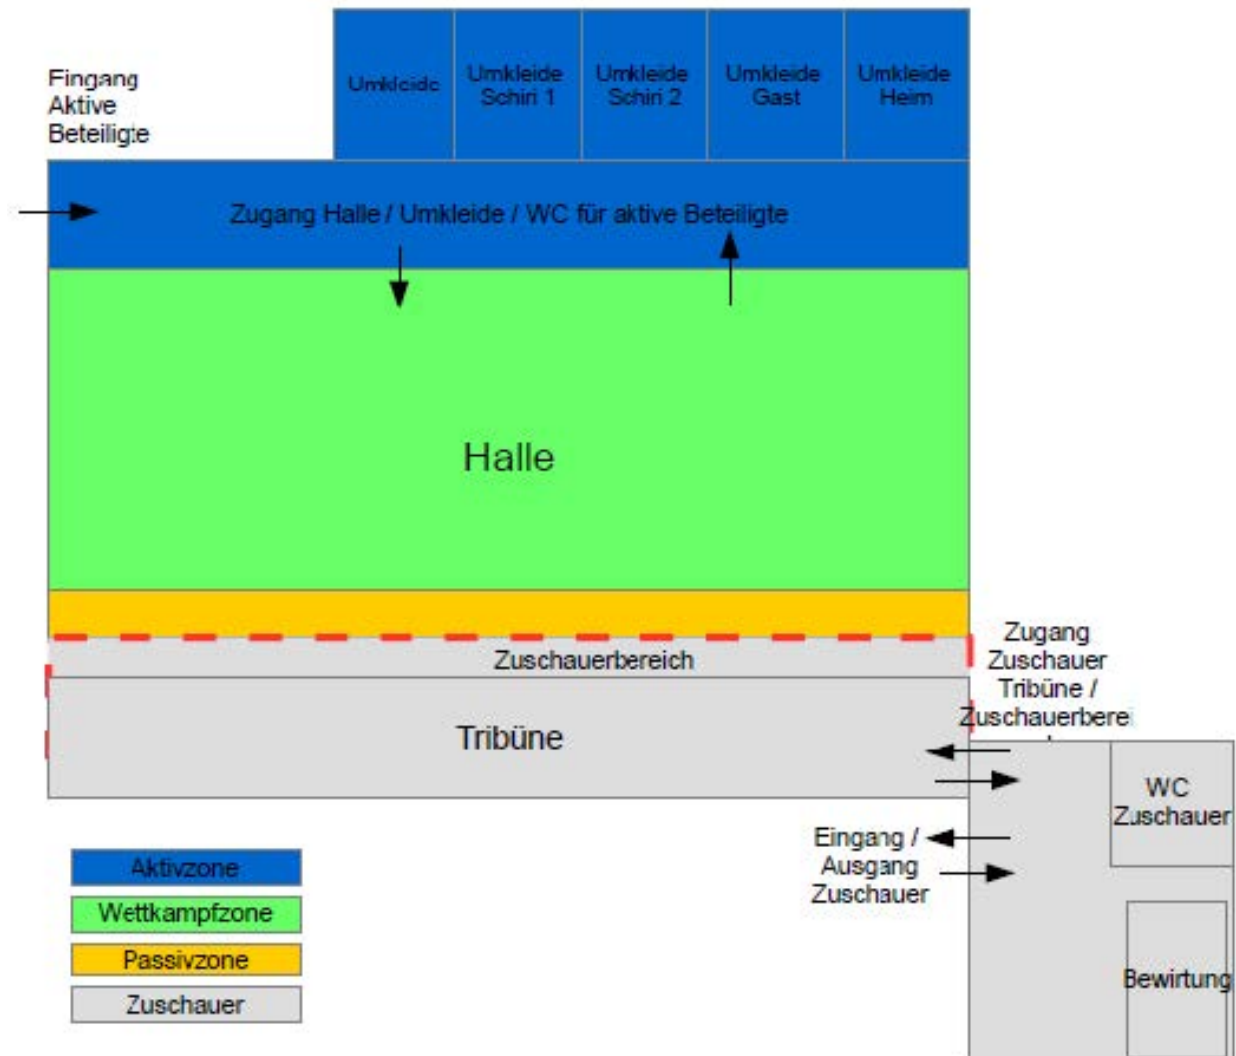 Eingang
Aktive
Beteiligte
Umkleide
Umkleide
Schiri 1
Umkleide
Schiri 2
Umkleide
Gast
Umkleide
Heim
Zugang Halle / Umkleide / WC für aktive Beteiligte
Halle
Zugang
Zuschauer
Tribüne /
Zuschauerberei
Zuschauerbereich
Tribüne
WC
Zuschauer
Eingang /
Ausgang
Zuschauer
Bewirtung
Aktivzone
Wettkampfzone
Passivzone
Zuschauer